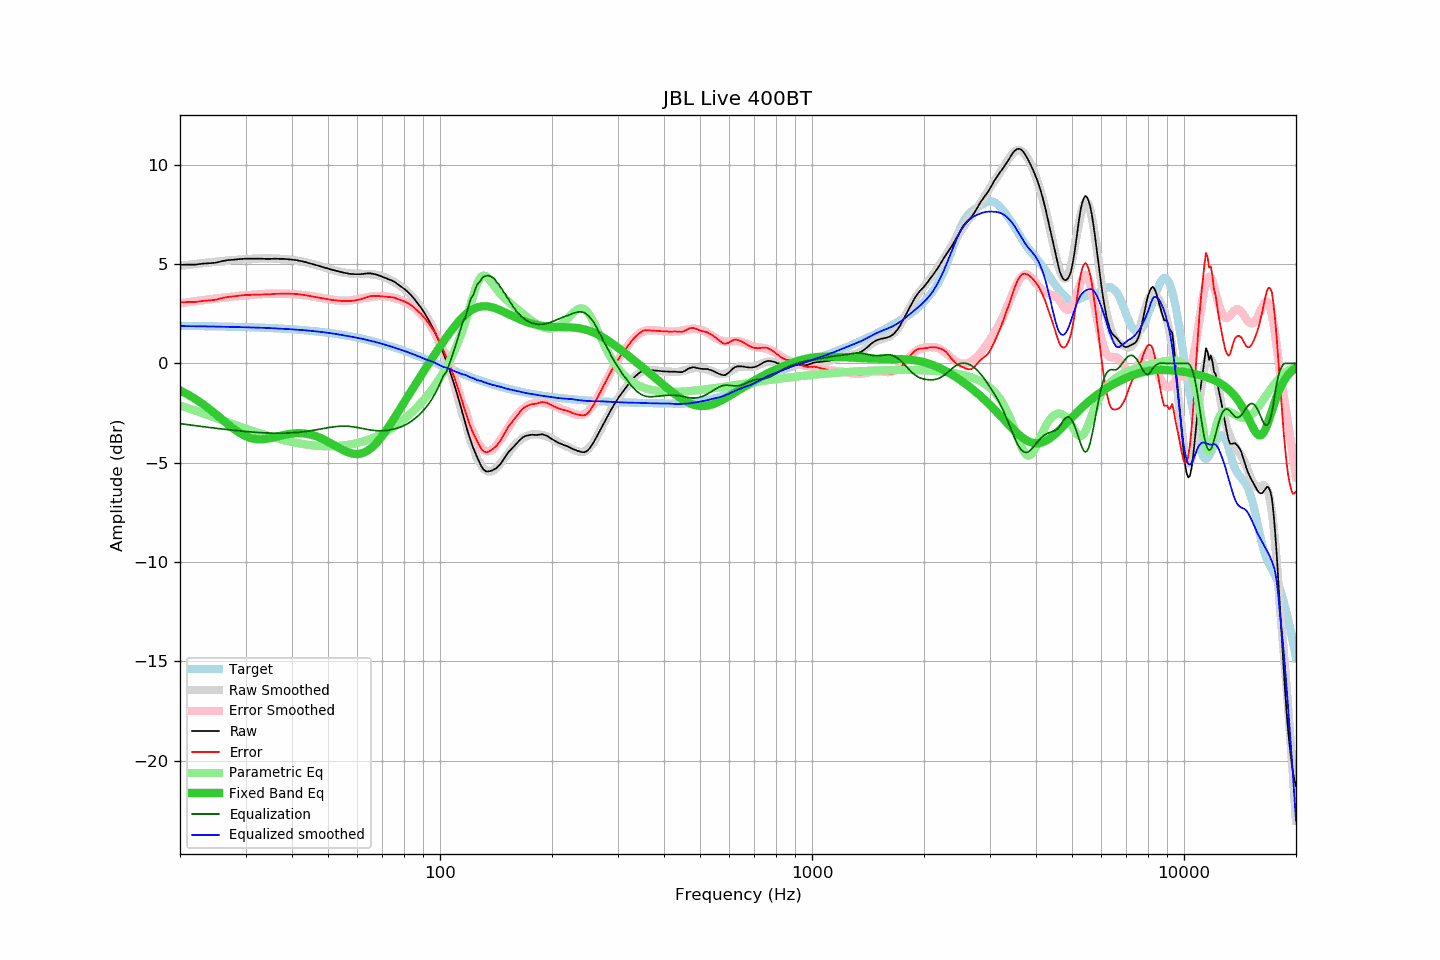 JBL Live 400BT
10
5
0
−5
−10
−15
−20
Amplitude (dBr)
Target
Raw Smoothed
Error Smoothed
Raw
Error
Parametric Eq
Fixed Band Eq
Equalization
Equalized smoothed
100 1000 10000
Frequency (Hz)